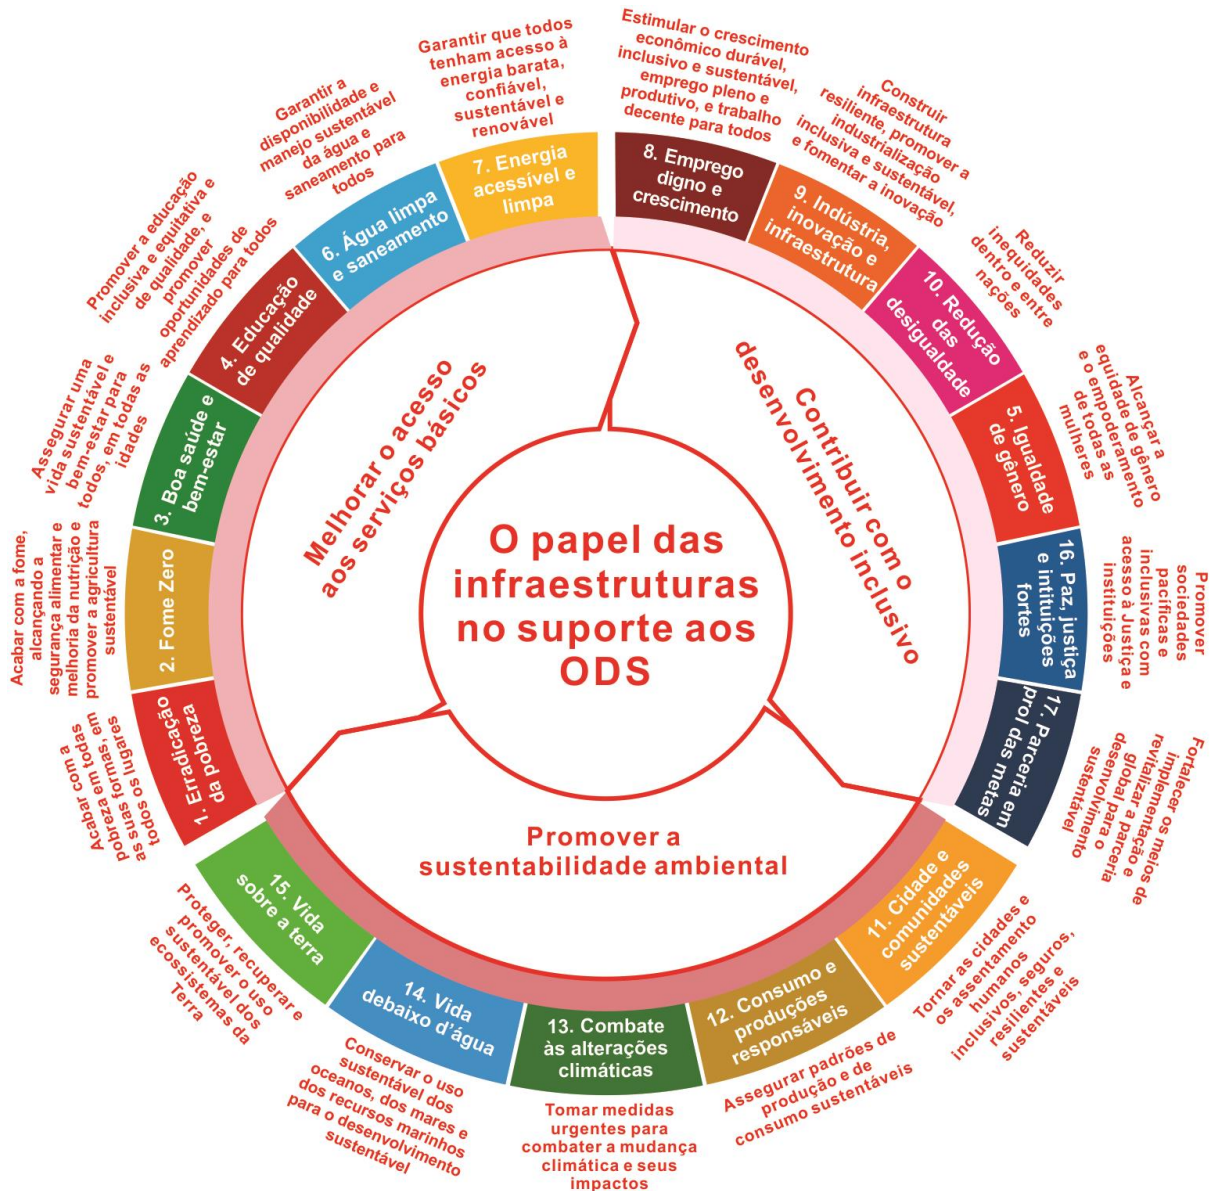 O papel das
infraestruturas
no suporte aos
ODS
Melhorar o acesso
aos serviços básicos
Contribuir com o
desenvolvimento inclusivo
Promover a
sustentabilidade ambiental
1. Erradicação
da pobreza
Acabar com a
pobreza em todas
as suas formas, em
todos os lugares
2. Fome Zero
Acabar com a fome,
alcançando a
segurança alimentar e
melhoria da nutrição e
promover a agricultura
sustentável
3. Boa saúde e
bem-estar
Assegurar uma
vida sustentável e
bem-estar para
todos, em todas as
idades
4. Educação
de qualidade
Promover a educação
inclusiva e equitativa e
de qualidade, e
promover
oportunidades de
aprendizado para todos
6. Água limpa
e saneamento
Garantir a
disponibilidade e
manejo sustentável
da água e
saneamento para
todos
7. Energia
acessível e
limpa
Garantir que todos
tenham acesso à
energia barata,
confiável,
sustentável e
renovável
8. Emprego
digno e
crescimento
Estimular o crescimento
econômico durável,
inclusivo e sustentável,
emprego pleno e
produtivo, e trabalho
decente para todos
9. Indústria,
inovação e
infraestrutura
Construir
infraestrutura
resiliente, promover a
industrialização
inclusiva e sustentável,
e fomentar a inovação
10. Redução
das
desigualdade
Reduzir
inequidades
dentro e entre
nações
5. Igualdade
de gênero
Alcançar a
equidade de gênero
e o empoderamento
de todas as
mulheres
16. Paz, justiça
e intituições
fortes
Promover
sociedades
pacíficas e
inclusivas com
acesso à Justiça e
instituições
17. Parceria em
prol das metas
Fortalecer os meios de
implementação e
revitalizar a parceria
global para o
desenvolvimento
sustentável
11. Cidade e
comunidades
sustentáveis
Tornar as cidades e
os assentamento
humanos
inclusivos, seguros,
resilientes e
sustentáveis
12. Consumo e
produções
responsáveis
Assegurar padrões de
produção e de
consumo sustentáveis
13. Combate
às alterações
climáticas
Tomar medidas
urgentes para
combater a mudança
climática e seus
impactos
14. Vida
debaixo d'água
Conservar o uso
sustentável dos
oceanos, dos mares e
dos recursos marinhos
para o desenvolvimento
sustentável
15. Vida
sobre a terra
Proteger, recuperar e
promover o uso
sustentável dos
ecossistemas da
Terra